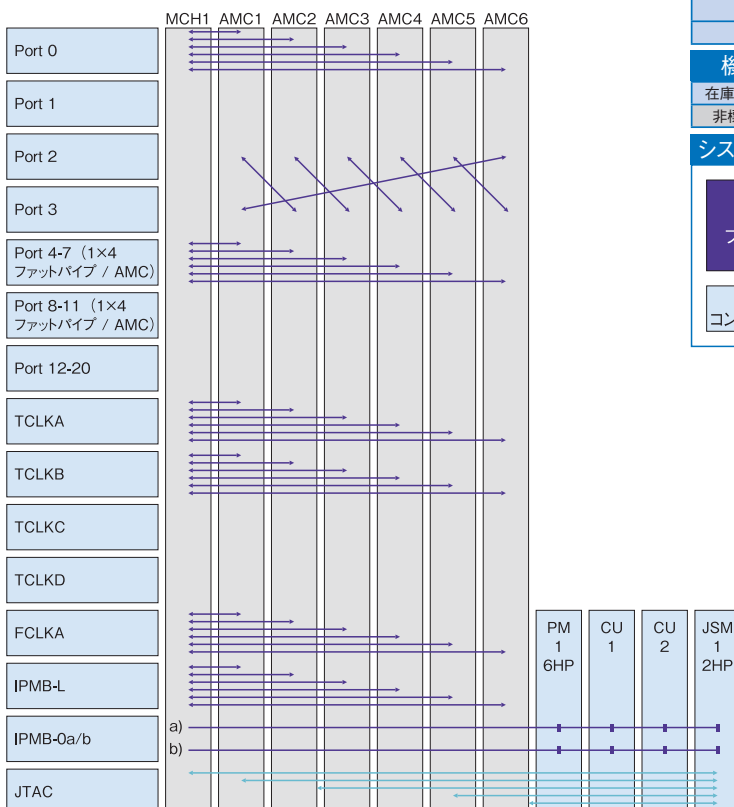 MCH1 AMC1 AMC2 AMC3 AMC4 AMC5 AMC6
Port 0
Port 1
Port 2
Port 3
Port 4-7（1×4
ファットパイプ / AMC）
Port 8-11（1×4
ファットパイプ / AMC）
Port 12-20
TCLKA
TCLKB
TCLKC
TCLKD
FCLKA
IPMB-L
IPMB-0a/b
JTAC
a)
b)
PM
1
6HP
CU
1
CU
2
JSM
1
2HP
在庫
シス
コン